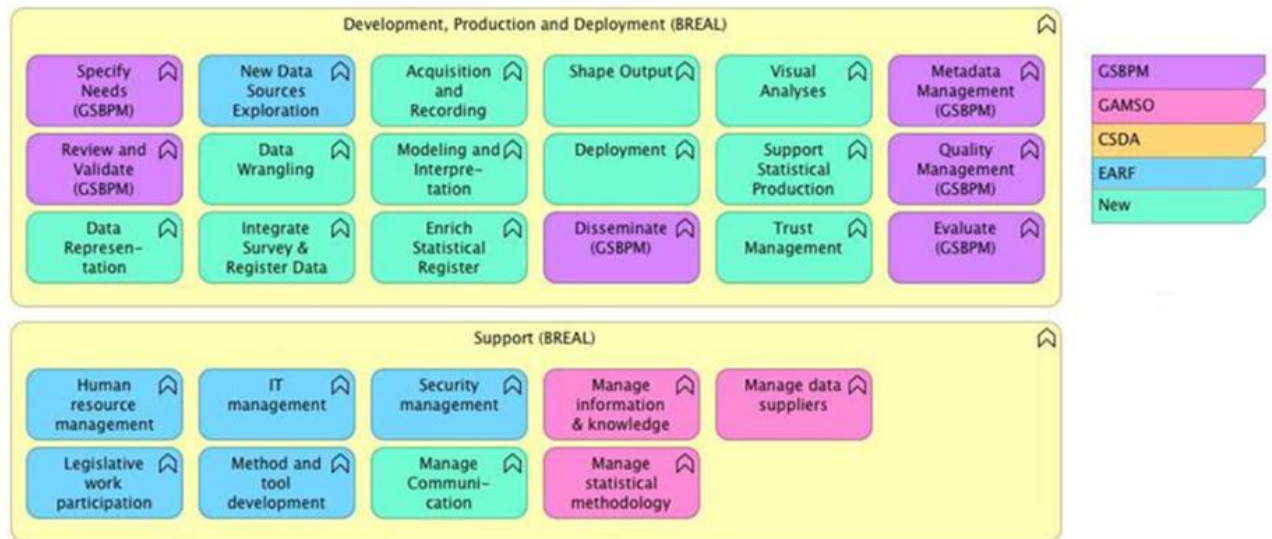 Development, Production and Deployment (BREAL)
Specify
Needs
(GSBPM)
New Data
Sources
Exploration
Acquisition
and
Recording
Shape Output
Visual
Analyses
Metadata
Management
(GSBPM)
Review and
Validate
(GSBPM)
Data
Wrangling
Modeling and
Interpre-
tation
Deployment
Support
Statistical
Production
Quality
Management
(GSBPM)
Data
Represen-
tation
Integrate
Survey &
Register Data
Enrich
Statistical
Register
Disseminate
(GSBPM)
Trust
Management
Evaluate
(GSBPM)
GSBPM
GAMSO
CSDA
EARF
New
Support (BREAL)
Human
resource
management
IT
management
Security
management
Manage
information
& knowledge
Manage data
suppliers
Legislative
work
participation
Method and
tool
development
Manage
Communi-
cation
Manage
statistical
methodology